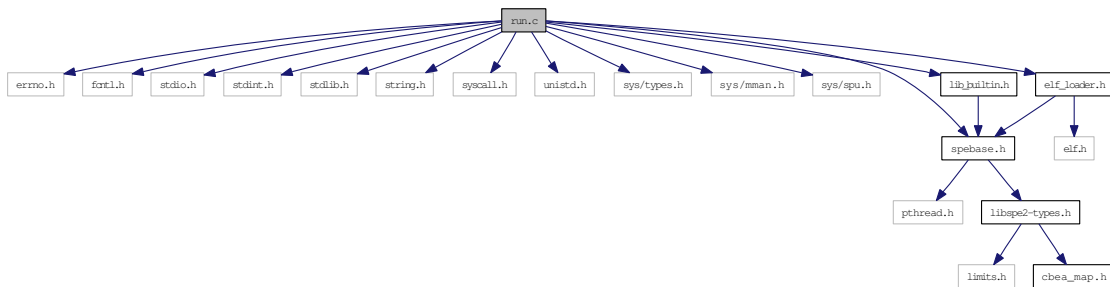 run.c
errno.h
fcntl.h
stdio.h
stdint.h
stdlib.h
string.h
syscall.h
unistd.h
sys/types.h
sys/mman.h
sys/spu.h
lib_builtin.h
elf_loader.h
spebase.h
elf.h
pthread.h
libspe2-types.h
limits.h
cbea_map.h